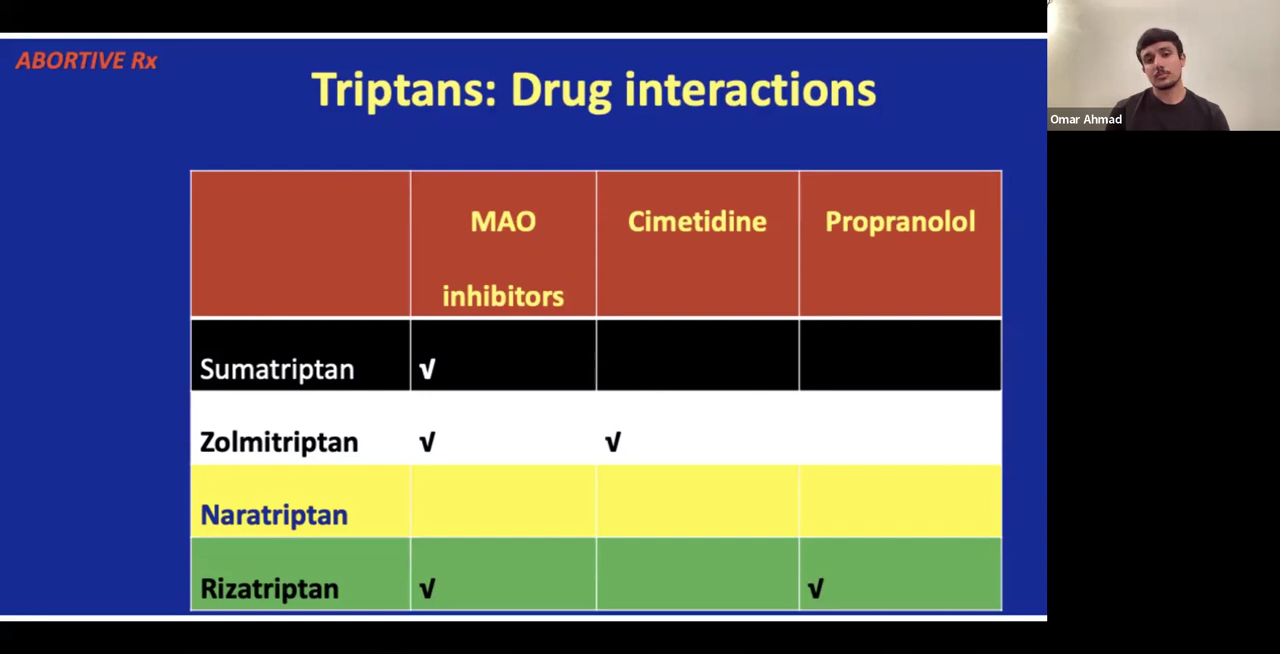 ABORTIVE Rx
Triptans: Drug interactions
Omar Ahmad
MAO
inhibitors
Cimetidine
Propranolol
Sumatriptan √
Zolmitriptan √ √
Naratriptan
Rizatriptan √ √